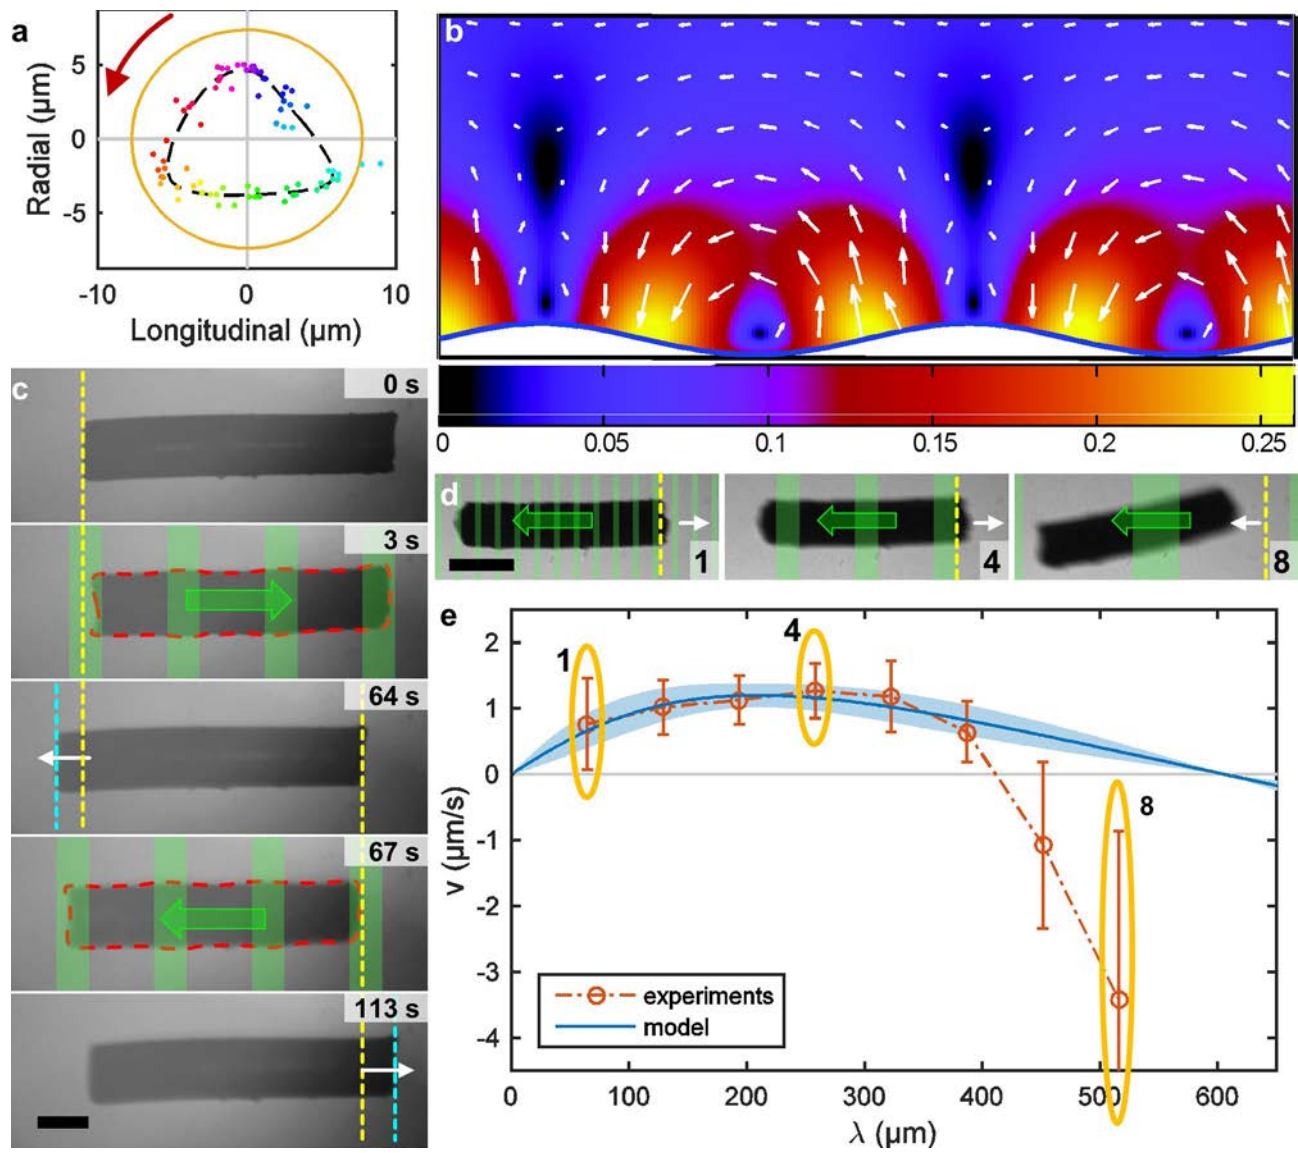 a
Radial (µm)
5
0
-5
-10
0
10
Longitudinal (µm)
b
0
0.05
0.1
0.15
0.2
0.25
c
0 s
3 s
64 s
67 s
113 s
d
1
4
8
e
v (µm/s)
2
1
0
-1
-2
-3
-4
1
4
8
experiments
model
0
100
200
300
400
500
600
λ (µm)